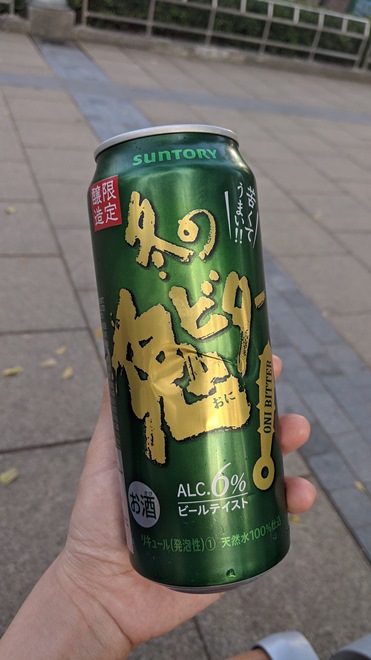 SUNTORY
限定
醸造
苦くて
うまい!!
冬の
鬼ビター
おに
ONI BITTER
ALC.6%
ビールテイスト
お酒
リキュール(発泡性)① 天然水100%仕込